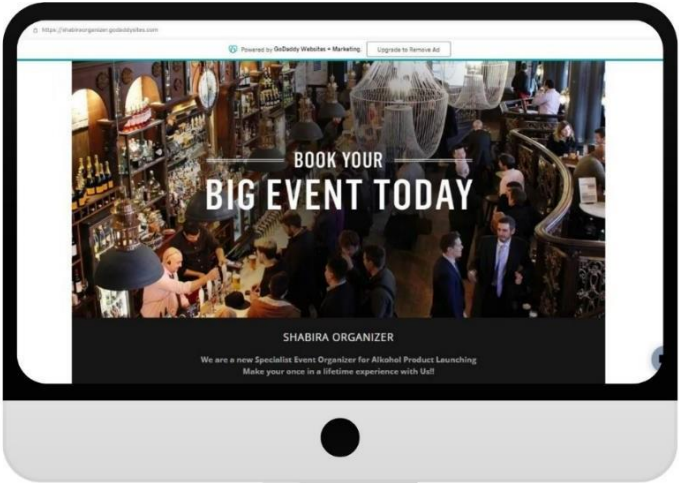 https://shabiraorganizer.godaddysites.com
Powered by GoDaddy Websites + Marketing.
Upgrade to Remove Ad
BOOK YOUR
BIG EVENT TODAY
SHABIRA ORGANIZER
We are a new Specialist Event Organizer for Alkohol Product Launching
Make your once in a lifetime experience with Us!!